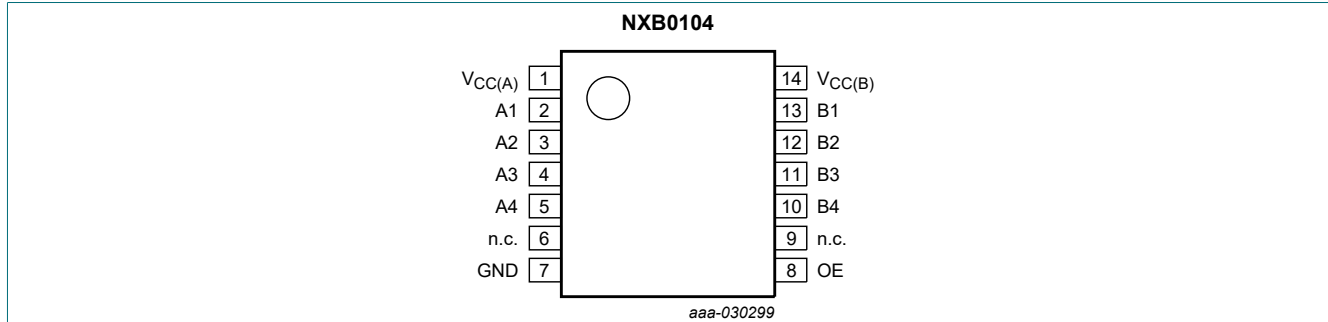 NXB0104
VCC(A) 1 14 VCC(B)
A1 2 13 B1
A2 3 12 B2
A3 4 11 B3
A4 5 10 B4
n.c. 6 9 n.c.
GND 7 8 OE
aaa-030299